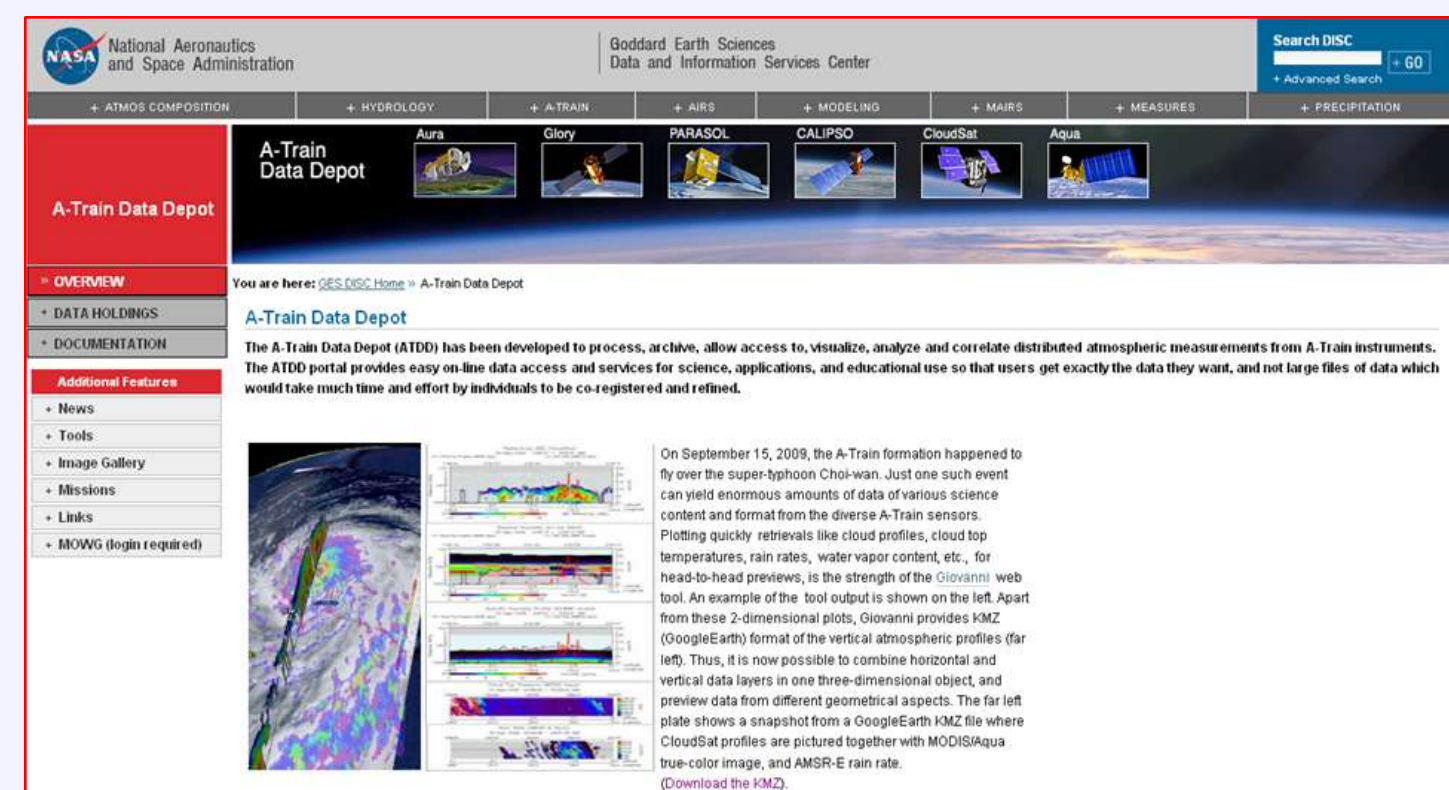 National Aeronautics
and Space Administration
Goddard Earth Sciences
Data and Information Services Center
Search DISC
+ GO
+ Advanced Search
+ ATMOS COMPOSITION
+ HYDROLOGY
+ A-TRAIN
+ AIRS
+ MODELING
+ MAIRS
+ MEASURES
+ PRECIPITATION
NASA
A-Train Data Depot
A-Train
Data Depot
Aura
Glory
PARASOL
CALIPSO
CloudSat
Aqua
» OVERVIEW
+ DATA HOLDINGS
+ DOCUMENTATION
Additional Features
+ News
+ Tools
+ Image Gallery
+ Missions
+ Links
+ MOWG (login required)
You are here: GES DISC Home » A-Train Data Depot
A-Train Data Depot
The A-Train Data Depot (ATDD) has been developed to process, archive, allow access to, visualize, analyze and correlate distributed atmospheric measurements from A-Train instruments.
The ATDD portal provides easy on-line data access and services for science, applications, and educational use so that users get exactly the data they want, and not large files of data which
would take much time and effort by individuals to be co-registered and refined.
On September 15, 2009, the A-Train formation happened to
fly over the super-typhoon Choi-wan. Just one such event
can yield enormous amounts of data of various science
content and format from the diverse A-Train sensors.
Plotting quickly retrievals like cloud profiles, cloud top
temperatures, rain rates, water vapor content, etc., for
head-to-head previews, is the strength of the Giovanni web
tool. An example of the tool output is shown on the left. Apart
from these 2-dimensional plots, Giovanni provides KMZ
(GoogleEarth) format of the vertical atmospheric profiles (far
left). Thus, it is now possible to combine horizontal and
vertical data layers in one three-dimensional object, and
preview data from different geometrical aspects. The far left
plate shows a snapshot from a GoogleEarth KMZ file where
CloudSat profiles are pictured together with MODIS/Aqua
true-color image, and AMSR-E rain rate.
(Download the KMZ).